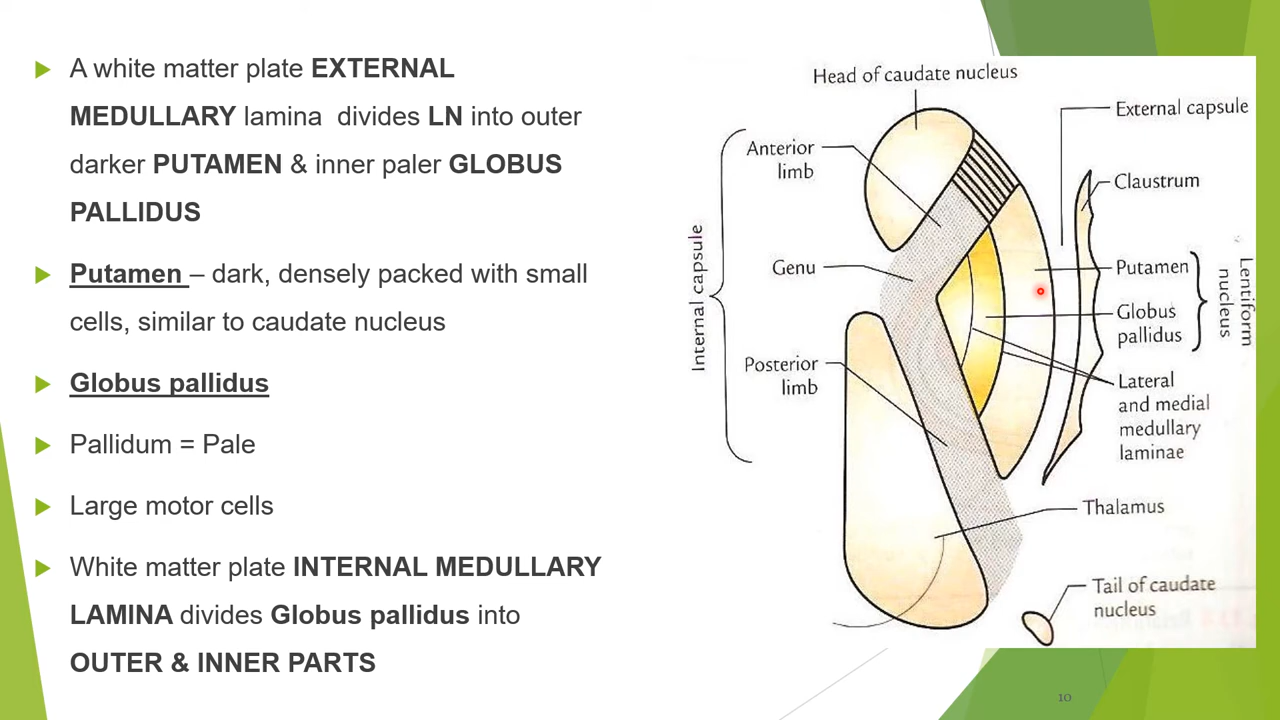 A white matter plate EXTERNAL
MEDULLARY lamina  divides LN into outer
darker PUTAMEN & inner paler GLOBUS
PALLIDUS
Putamen – dark, densely packed with small
cells, similar to caudate nucleus
Globus pallidus
Pallidum = Pale
Large motor cells
White matter plate INTERNAL MEDULLARY
LAMINA divides Globus pallidus into
OUTER & INNER PARTS
Head of caudate nucleus
External capsule
Anterior
limb
Claustrum
Internal capsule
Genu
Putamen
Globus
pallidus
Lentiform
nucleus
Posterior
limb
Lateral
and medial
medullary
laminae
Thalamus
Tail of caudate
nucleus
10